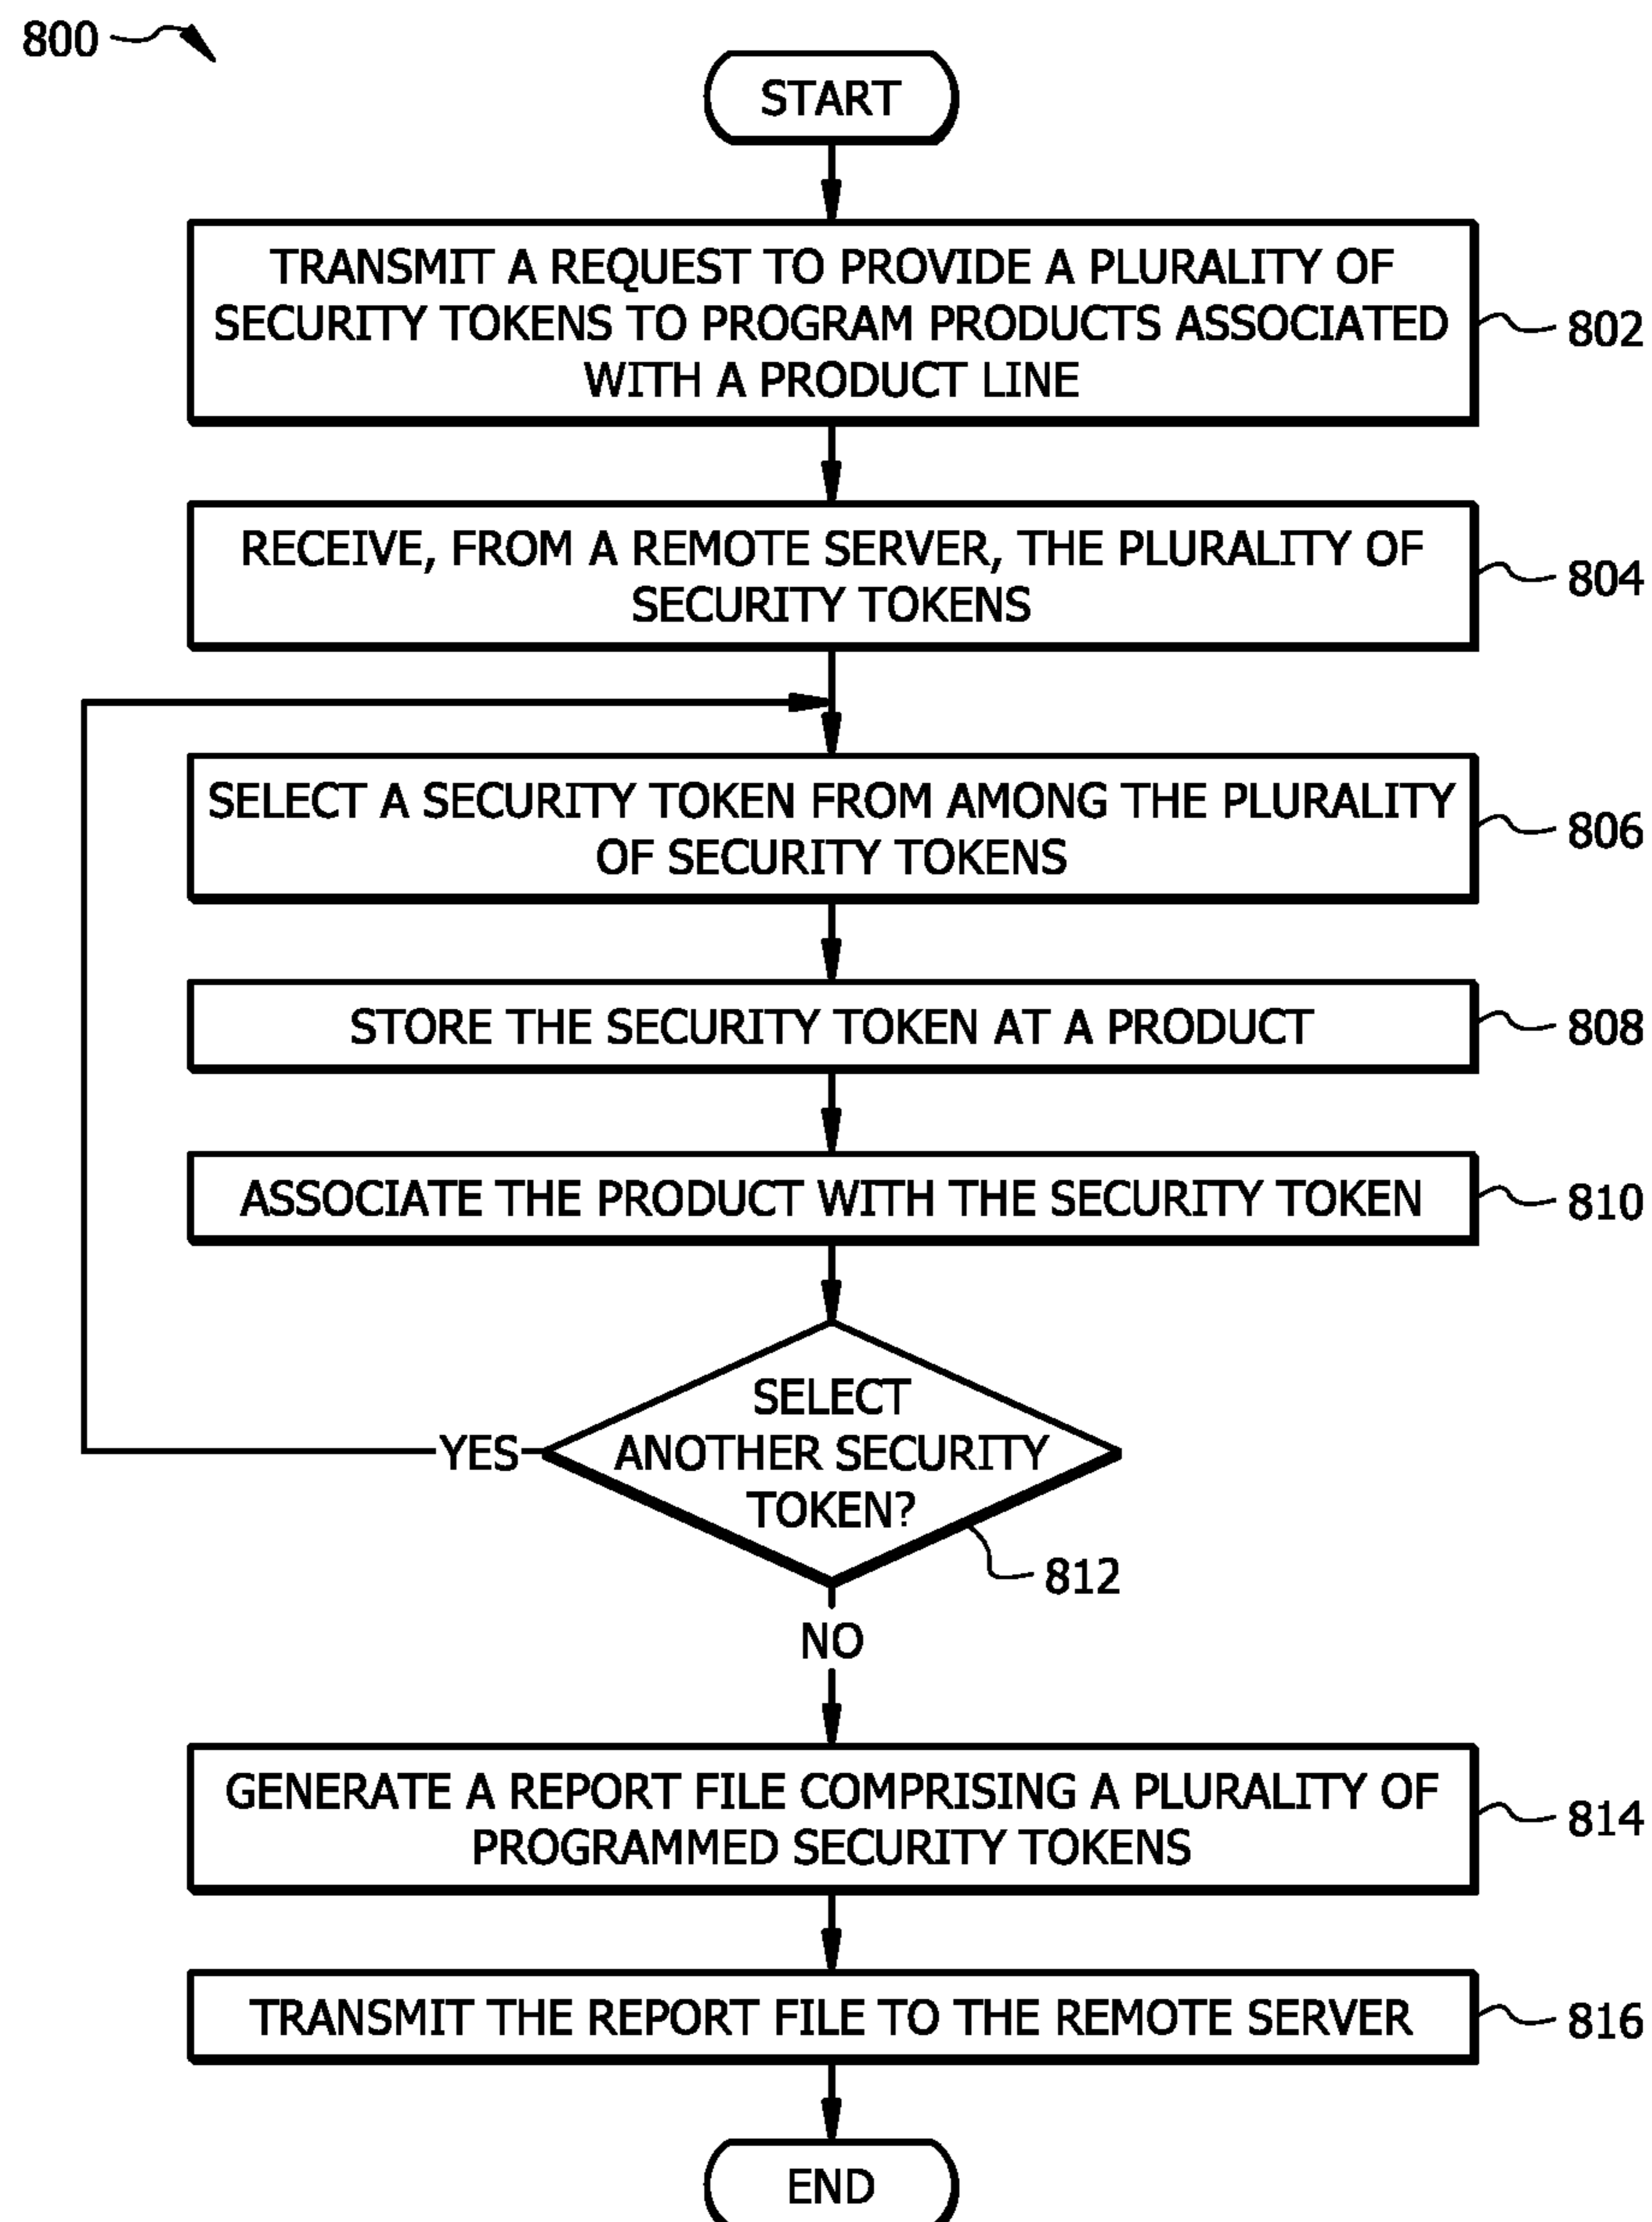 800
START
TRANSMIT A REQUEST TO PROVIDE A PLURALITY OF
SECURITY TOKENS TO PROGRAM PRODUCTS ASSOCIATED
WITH A PRODUCT LINE
802
RECEIVE, FROM A REMOTE SERVER, THE PLURALITY OF
SECURITY TOKENS
804
SELECT A SECURITY TOKEN FROM AMONG THE PLURALITY
OF SECURITY TOKENS
806
STORE THE SECURITY TOKEN AT A PRODUCT
808
ASSOCIATE THE PRODUCT WITH THE SECURITY TOKEN
810
SELECT
ANOTHER SECURITY
TOKEN?
YES
812
NO
GENERATE A REPORT FILE COMPRISING A PLURALITY OF
PROGRAMMED SECURITY TOKENS
814
TRANSMIT THE REPORT FILE TO THE REMOTE SERVER
816
END